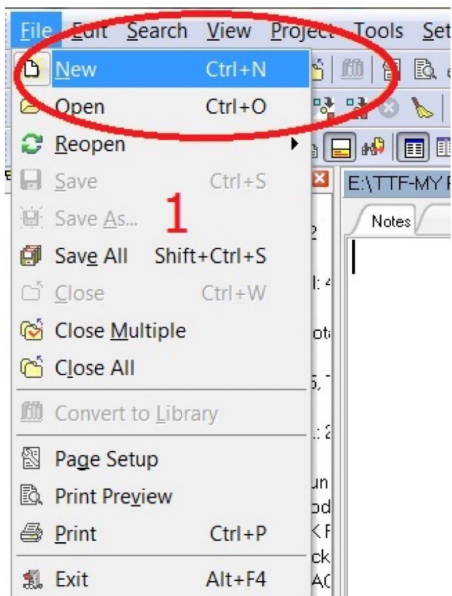 File Edit Search View Project Tools Set
New Ctrl+N
Open Ctrl+O
Reopen
Save Ctrl+S
Save As...
1
Save All Shift+Ctrl+S
Close Ctrl+W
Close Multiple
Close All
Convert to Library
Page Setup
Print Preview
Print Ctrl+P
Exit Alt+F4
E:\TTF-MY
Notes